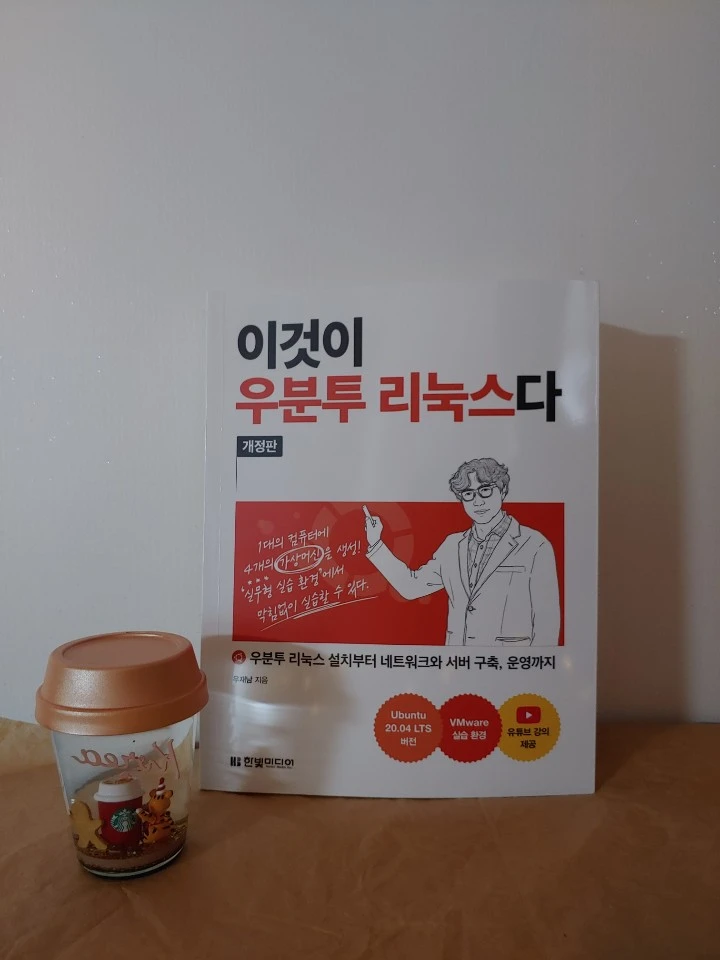 이것이
우분투 리눅스다
개정판
1대의 컴퓨터에
4개의 가상머신을 생성!
'실무형 실습 환경'에서
막힘없이 실습할 수 있다.
우분투 리눅스 설치부터 네트워크와 서버 구축, 운영까지
우재남 지음
Ubuntu
20.04 LTS
버전
VMware
실습 환경
유튜브 강의
제공
한빛미디어
Korea